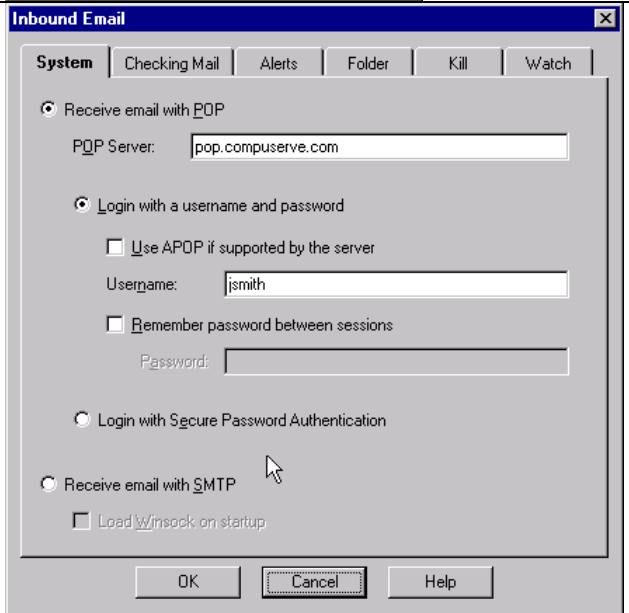 Inbound Email
System Checking Mail Alerts Folder Kill Watch
Receive email with POP
POP Server: pop.compuserve.com
Login with a username and password
Use APOP if supported by the server
Username: jsmith
Remember password between sessions
Password:
Login with Secure Password Authentication
Receive email with SMTP
Load Winsock on startup
OK Cancel Help